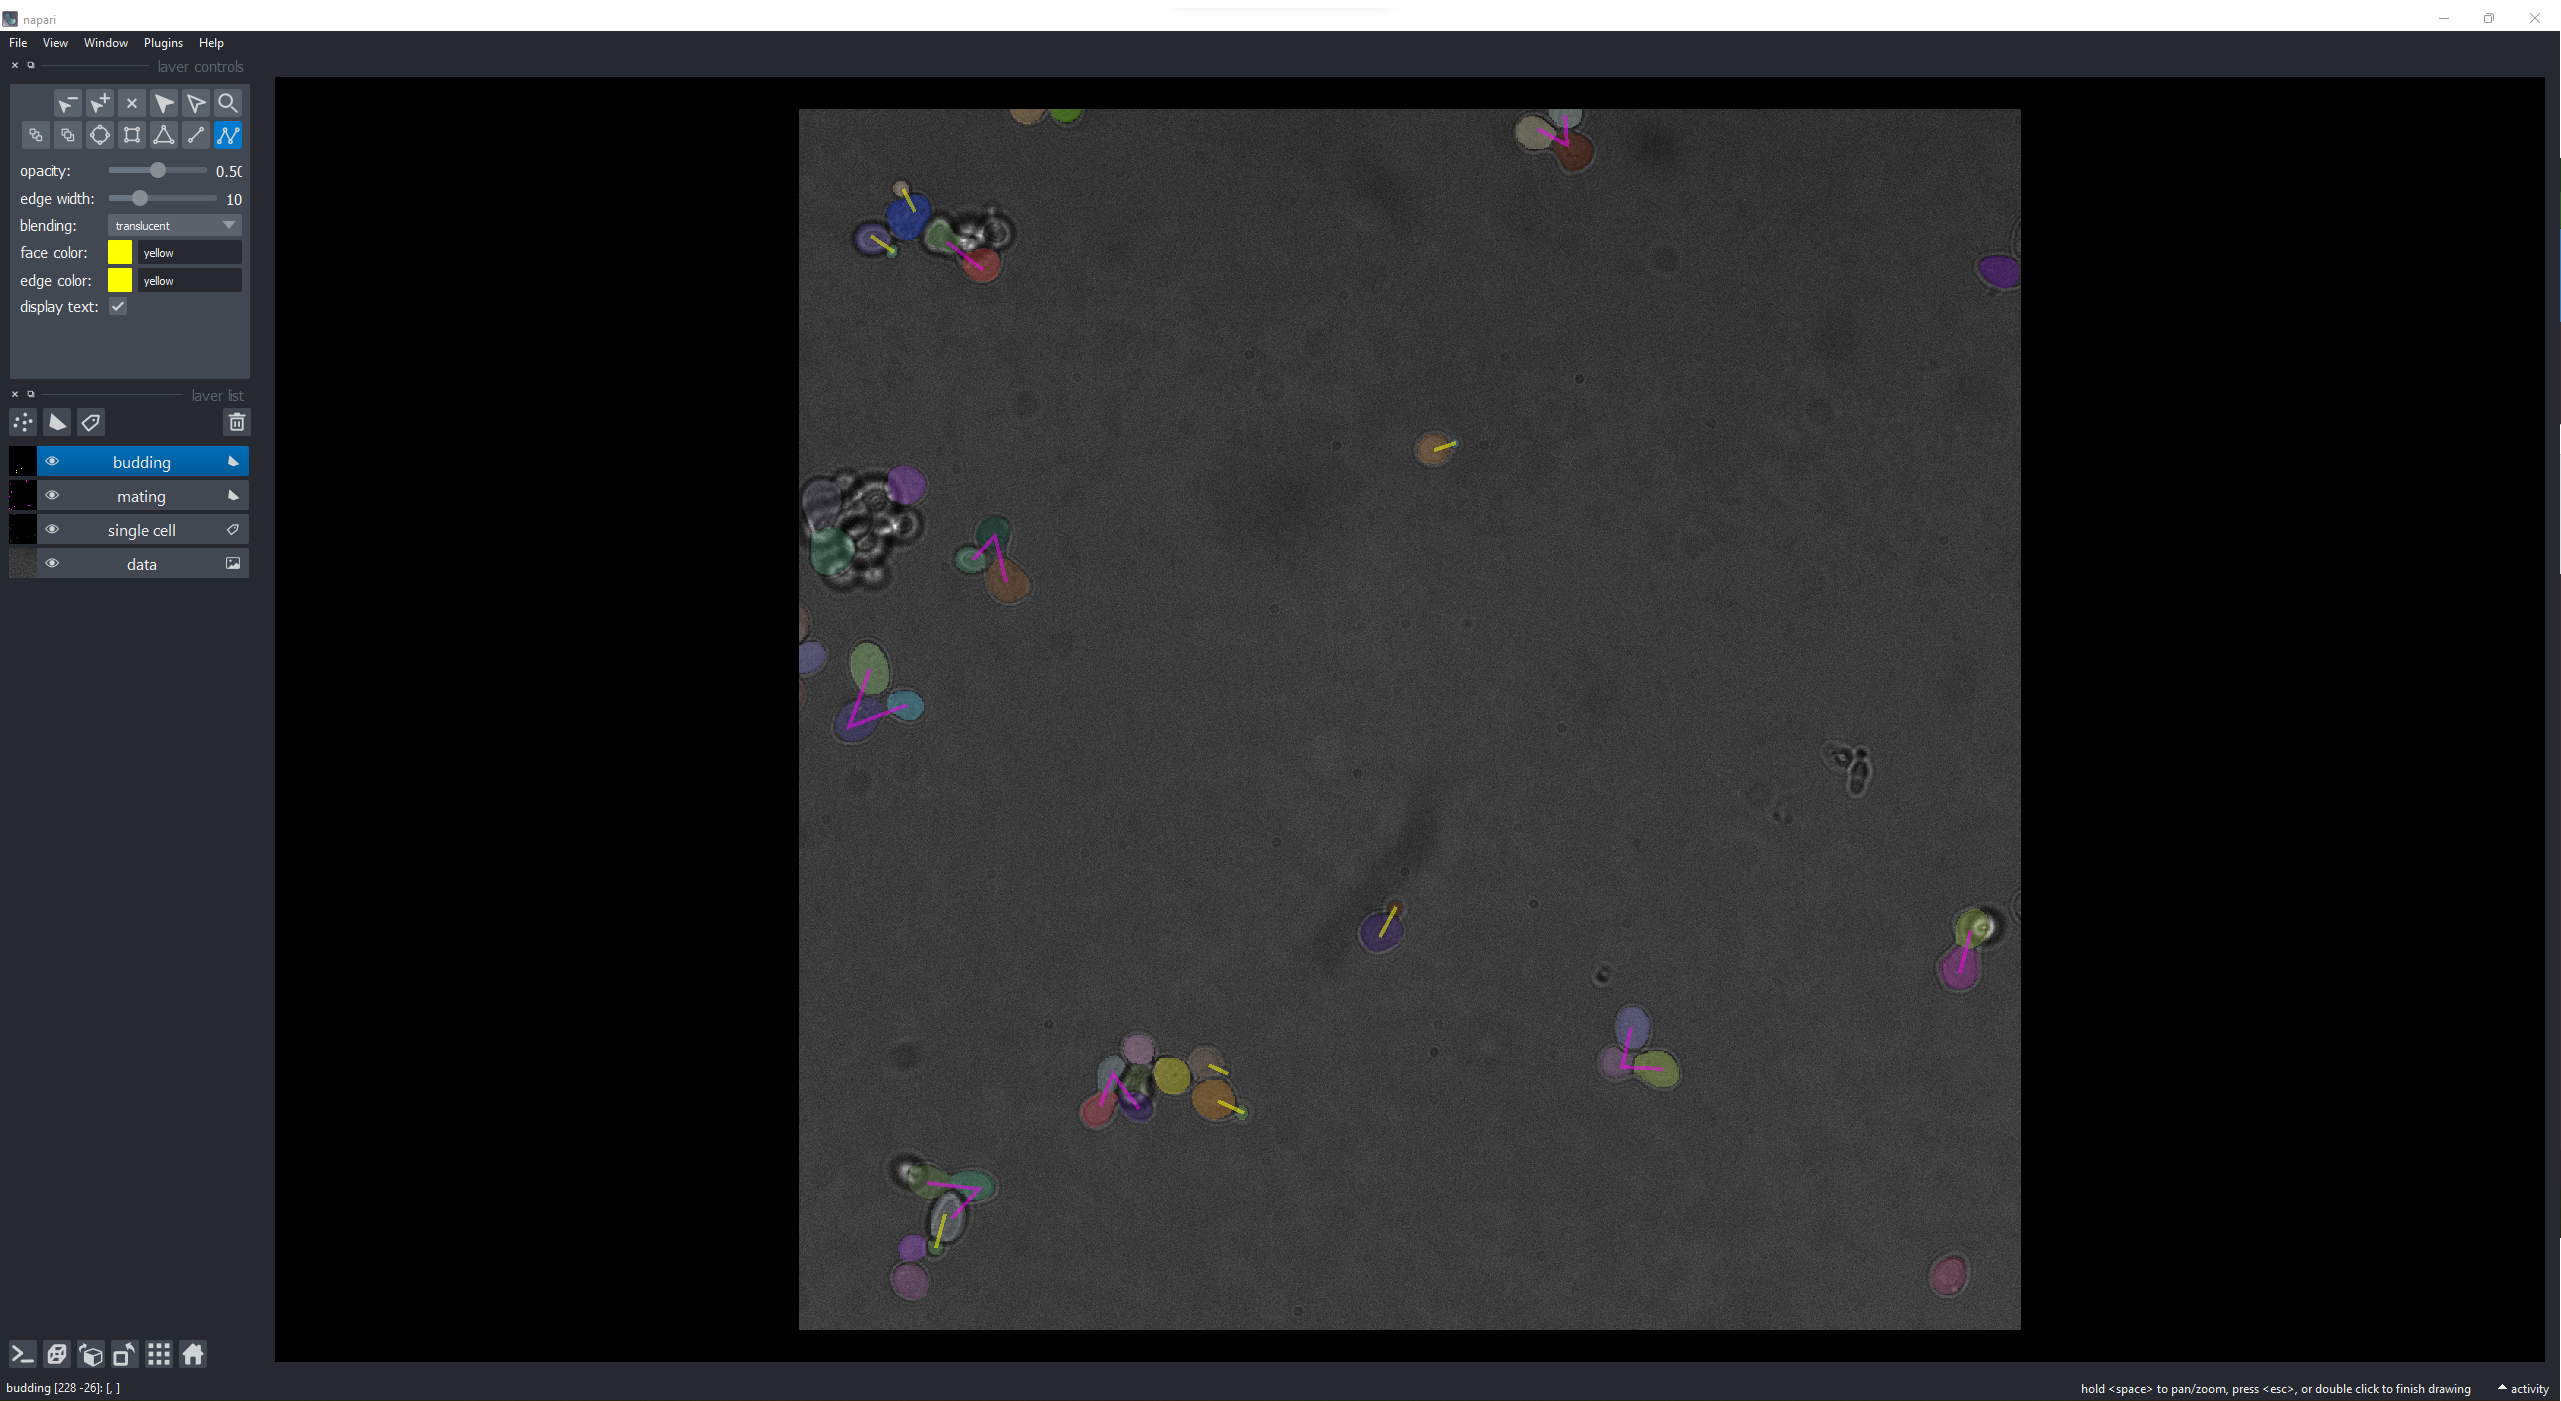 napari
File View Window Plugins Help
layer controls
opacity: 0.50
edge width: 10
blending: translucent
face color: yellow
edge color: yellow
display text:
layer list
budding
mating
single cell
data
budding [228 -26]: [, ]
hold <space> to pan/zoom, press <esc>, or double click to finish drawing
activity